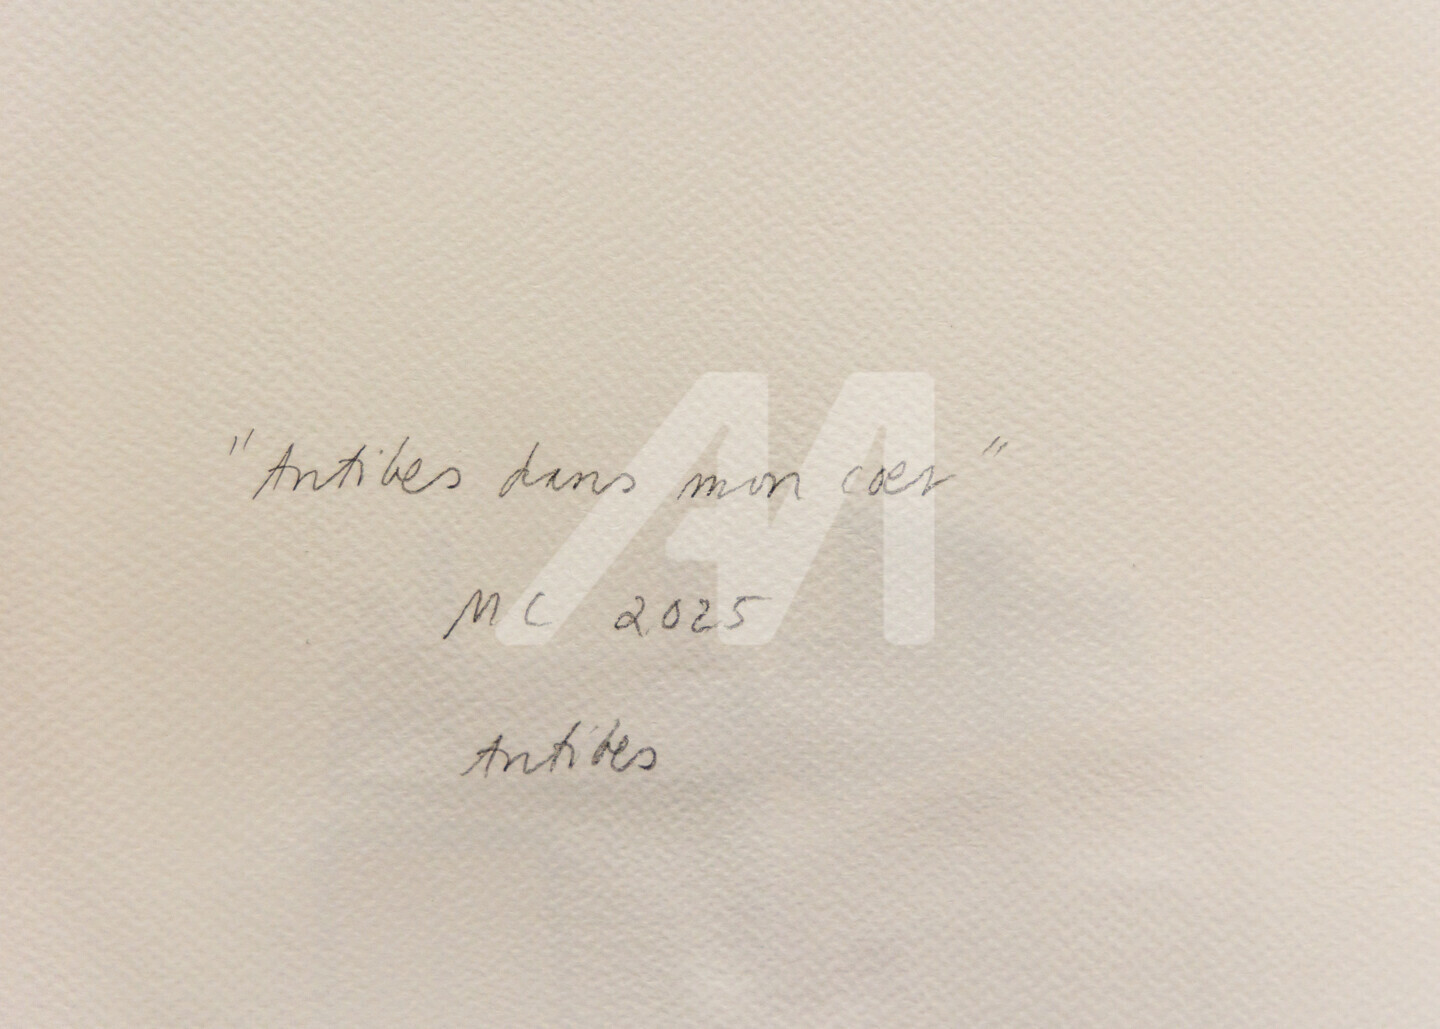 "Antibes dans mon coer"
MC 2025
Antibes